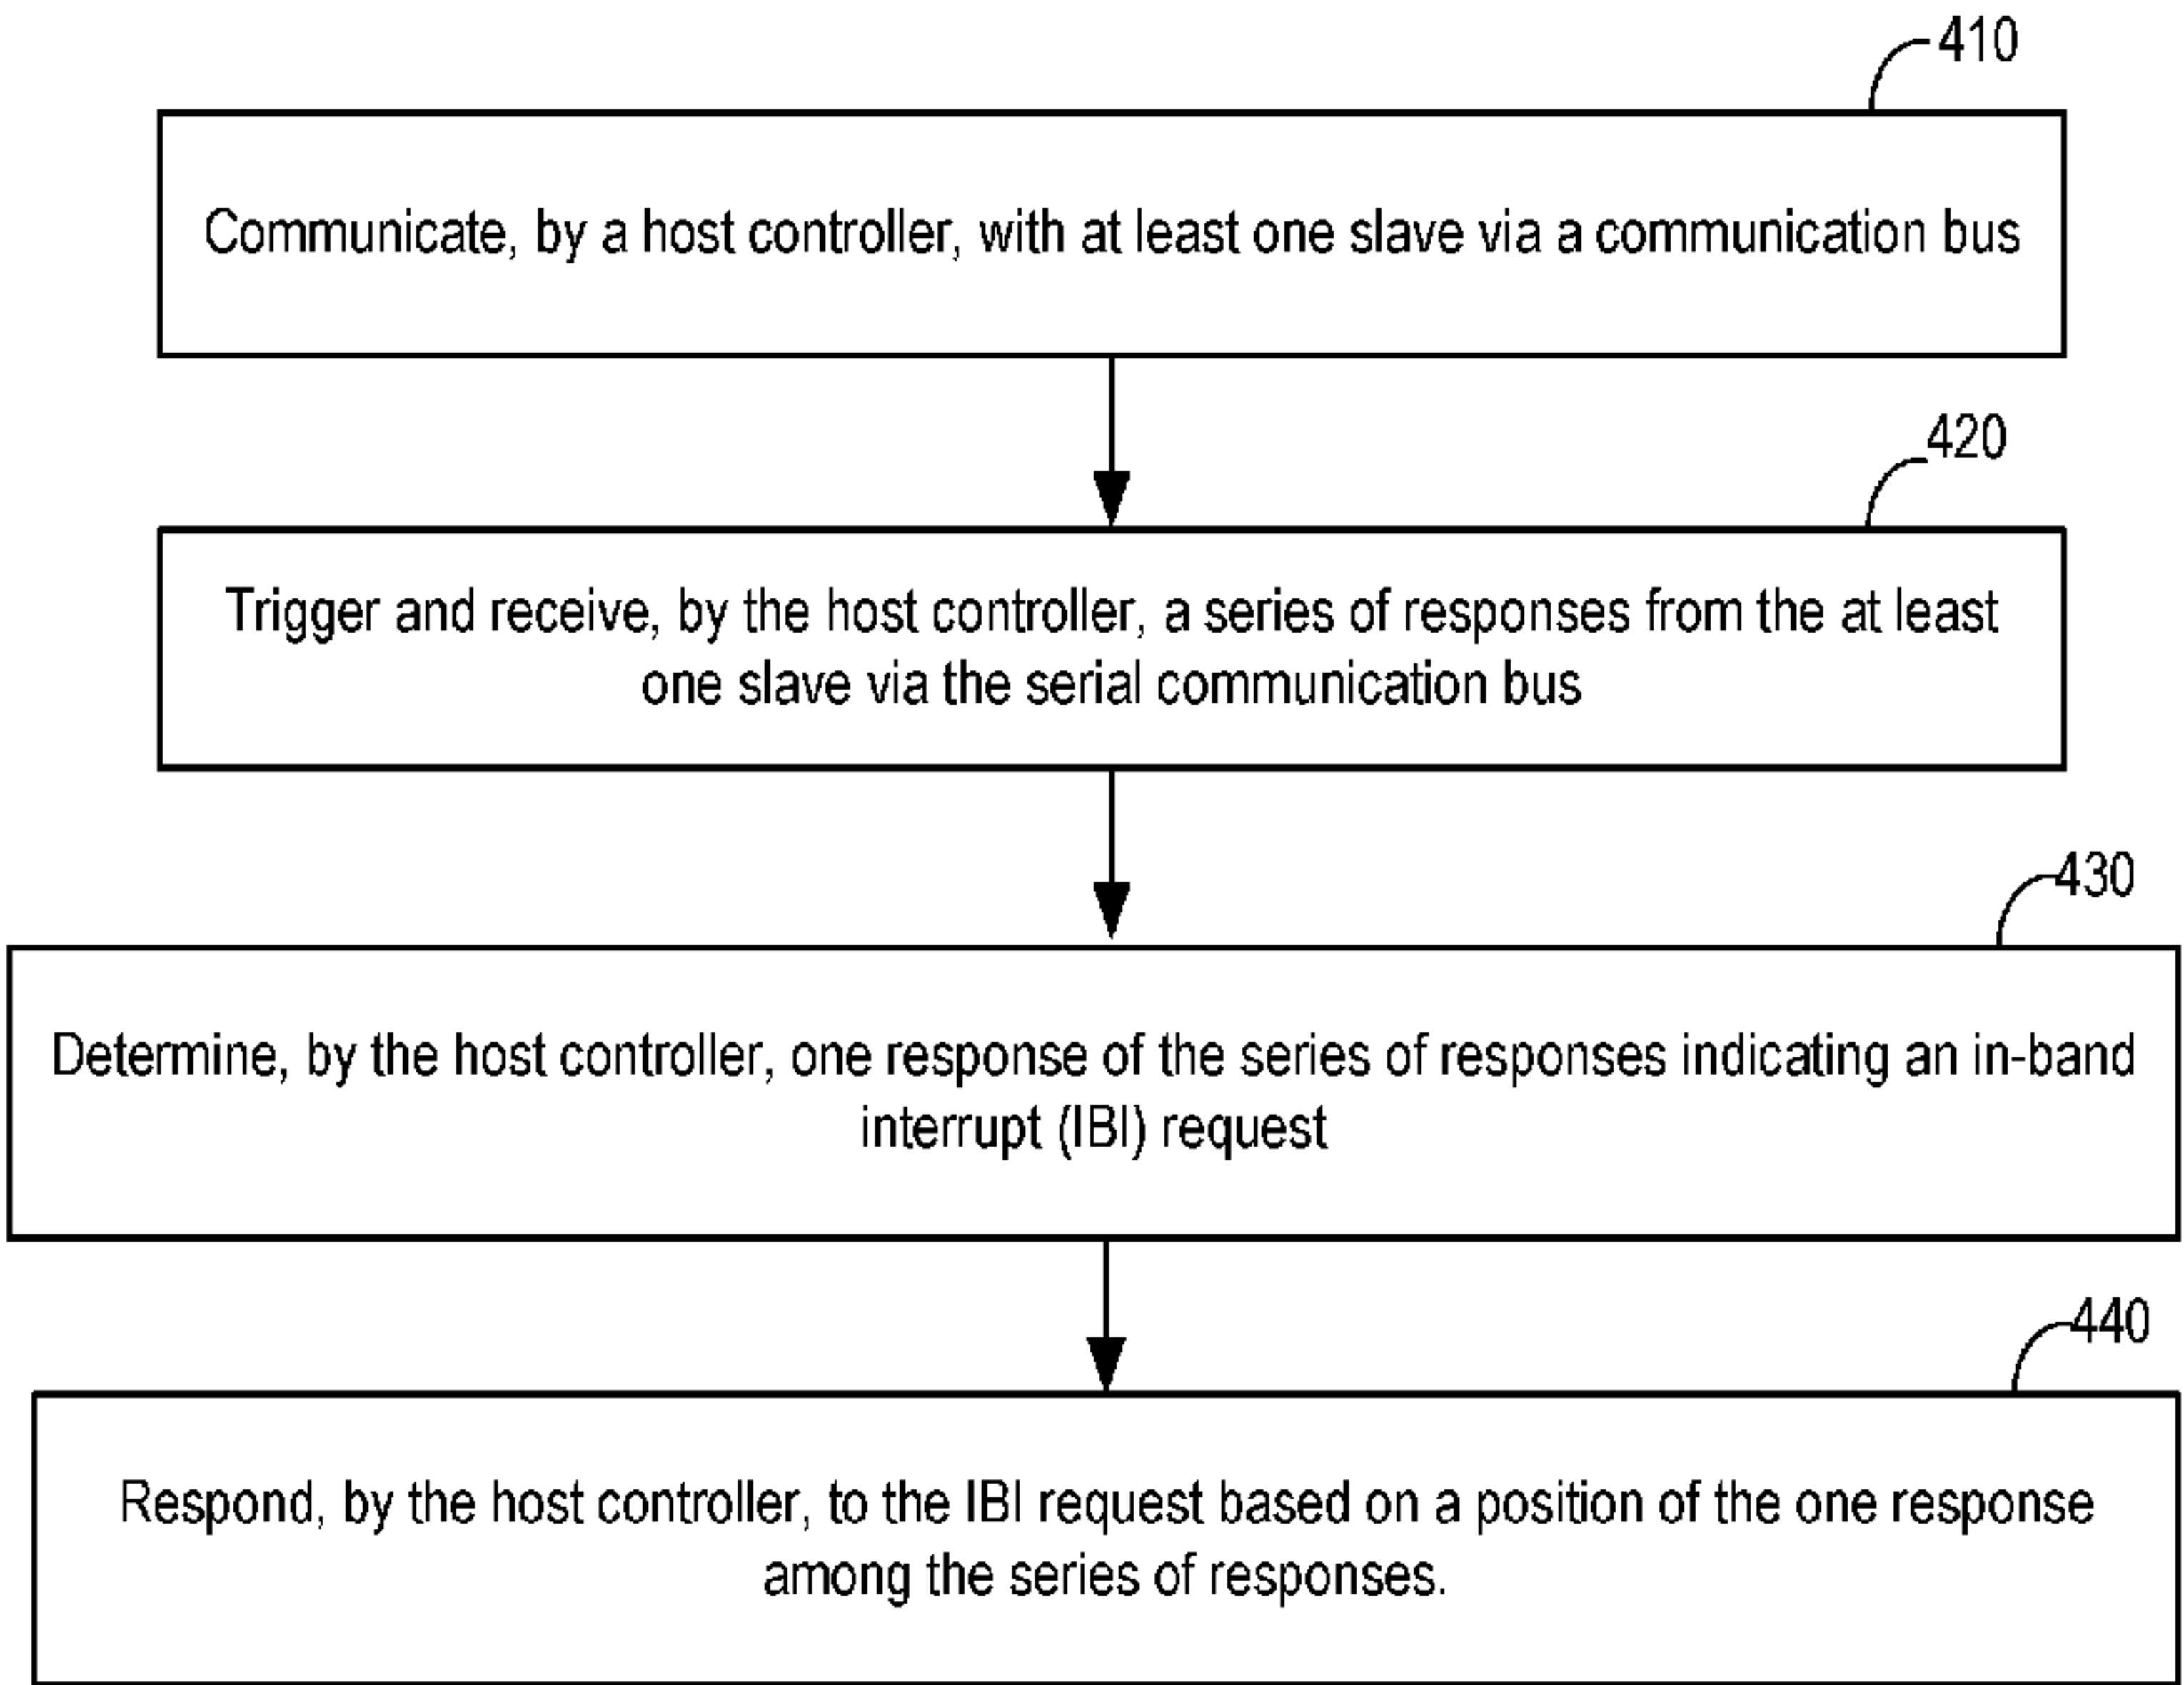 410
Communicate, by a host controller, with at least one slave via a communication bus
420
Trigger and receive, by the host controller, a series of responses from the at least
one slave via the serial communication bus
430
Determine, by the host controller, one response of the series of responses indicating an in-band
interrupt (IBI) request
440
Respond, by the host controller, to the IBI request based on a position of the one response
among the series of responses.